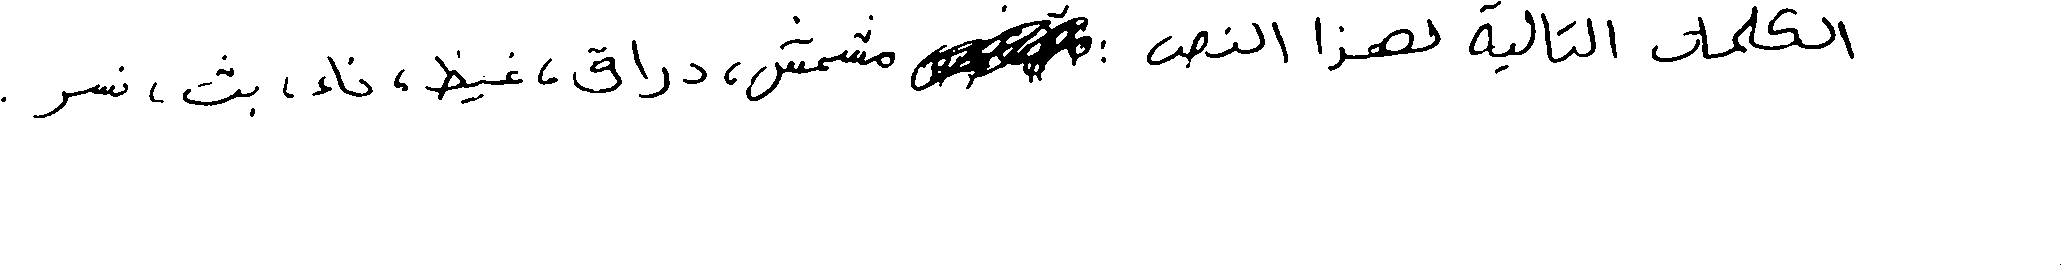 الكلمات التالية لهذا النص : مشمش، دراق، غيظ، ناء، بث، نسر .